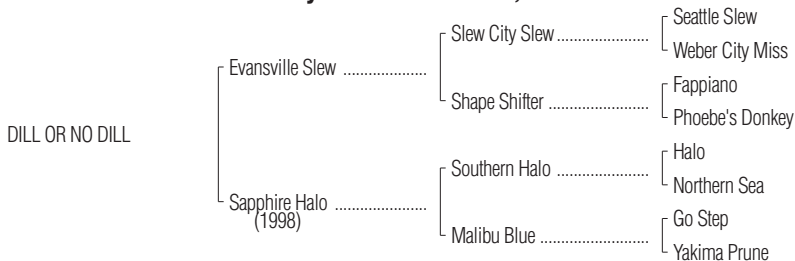 Slew City Slew ......................
Seattle Slew
Weber City Miss
Evansville Slew ....................
Shape Shifter ........................
Fappiano
Phoebe's Donkey
DILL OR NO DILL
Southern Halo ......................
Halo
Northern Sea
Sapphire Halo ......................
(1998)
Malibu Blue ..........................
Go Step
Yakima Prune